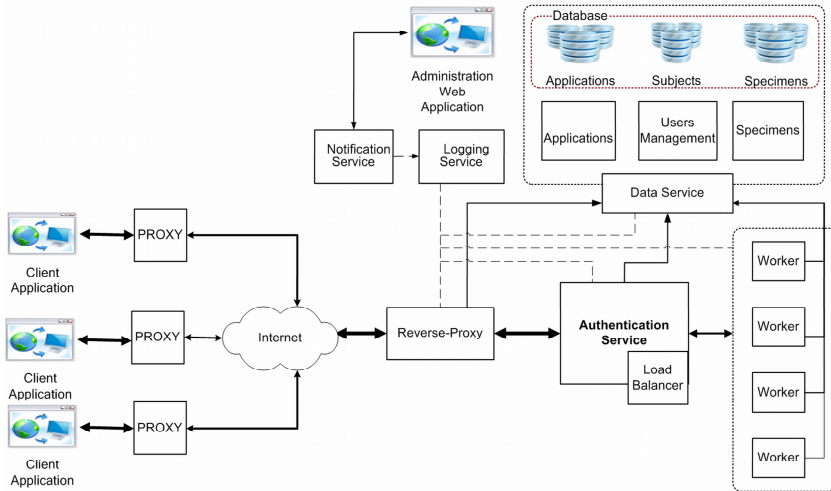 Database
Applications
Subjects
Specimens
Administration
Web
Application
Applications
Users
Management
Specimens
Notification
Service
Logging
Service
Data Service
PROXY
Client
Application
PROXY
Client
Application
PROXY
Client
Application
Internet
Reverse-Proxy
Authentication
Service
Load
Balancer
Worker
Worker
Worker
Worker